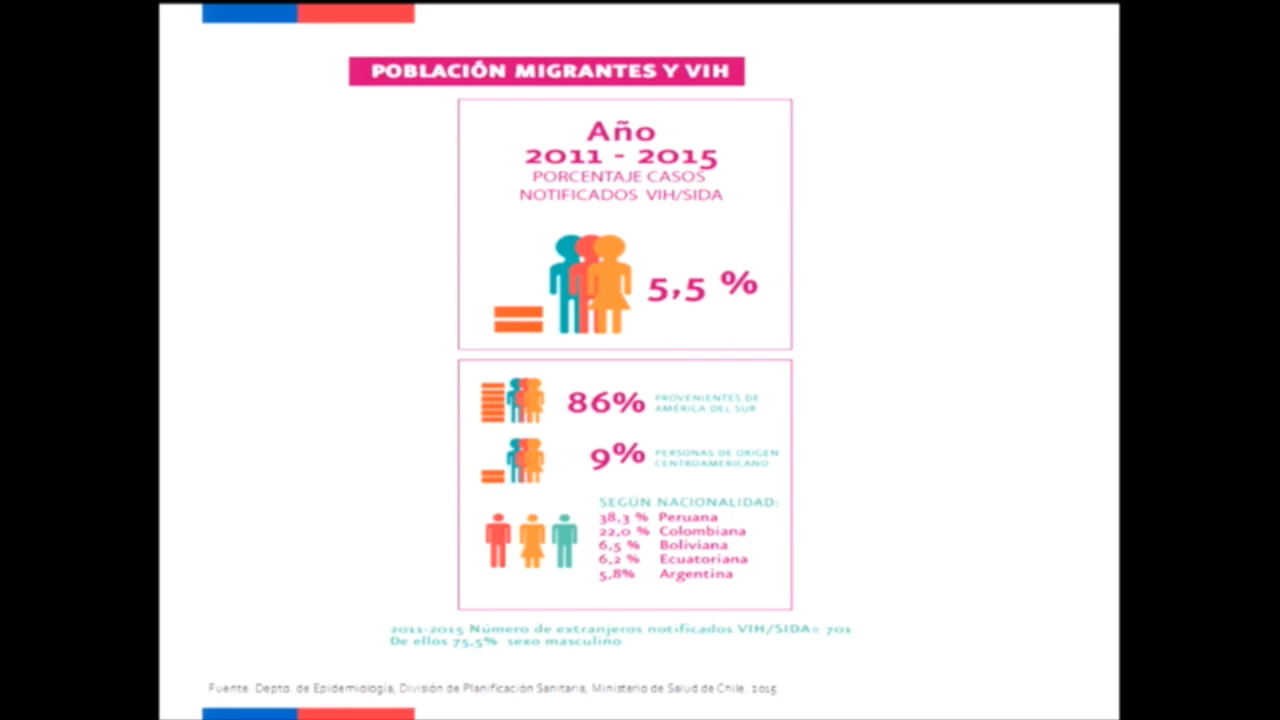 POBLACIÓN MIGRANTES Y VIH
Año
2011 - 2015
PORCENTAJE CASOS
NOTIFICADOS VIH/SIDA
5,5 %
86% PROVENIENTES DE
AMÉRICA DEL SUR
9% PERSONAS DE ORIGEN
CENTROAMERICANO
SEGÚN NACIONALIDAD:
38,3 % Peruana
22,0 % Colombiana
6,5 % Boliviana
6,2 % Ecuatoriana
5,8% Argentina
2011-2015 Número de extranjeros notificados VIH/SIDA= 701
De ellos 75,5% sexo masculino
Fuente: Depto. de Epidemiología, División de Planificación Sanitaria, Ministerio de Salud de Chile. 2015